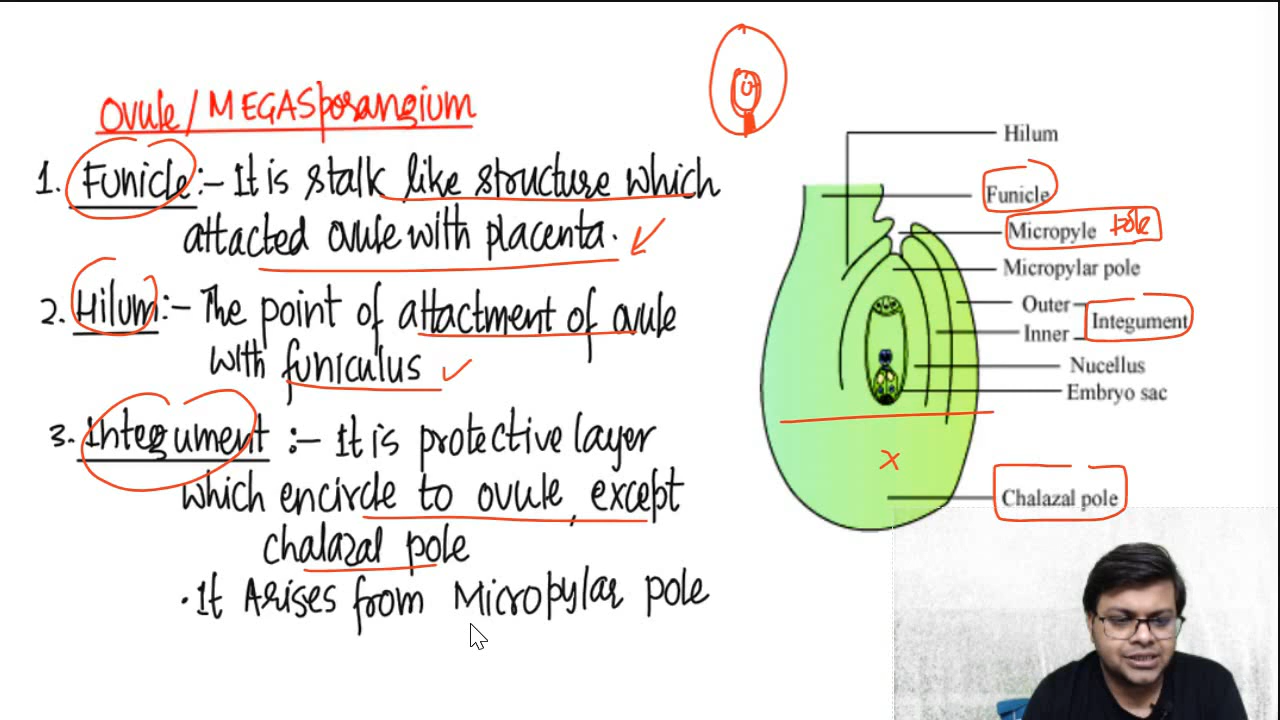 Ovule / MEGASporangium
1. Funicle :- It is stalk like structure which
attacted ovule with placenta.
2. Hilum :- The point of attactment of ovule
with funiculus
3. Integument :- It is protective layer
which encircle to ovule, except
chalazal pole
· It Arises from Micropylar pole
Hilum
Funicle
Micropyle pole
Micropylar pole
Outer
Integument
Inner
Nucellus
Embryo sac
x
Chalazal pole